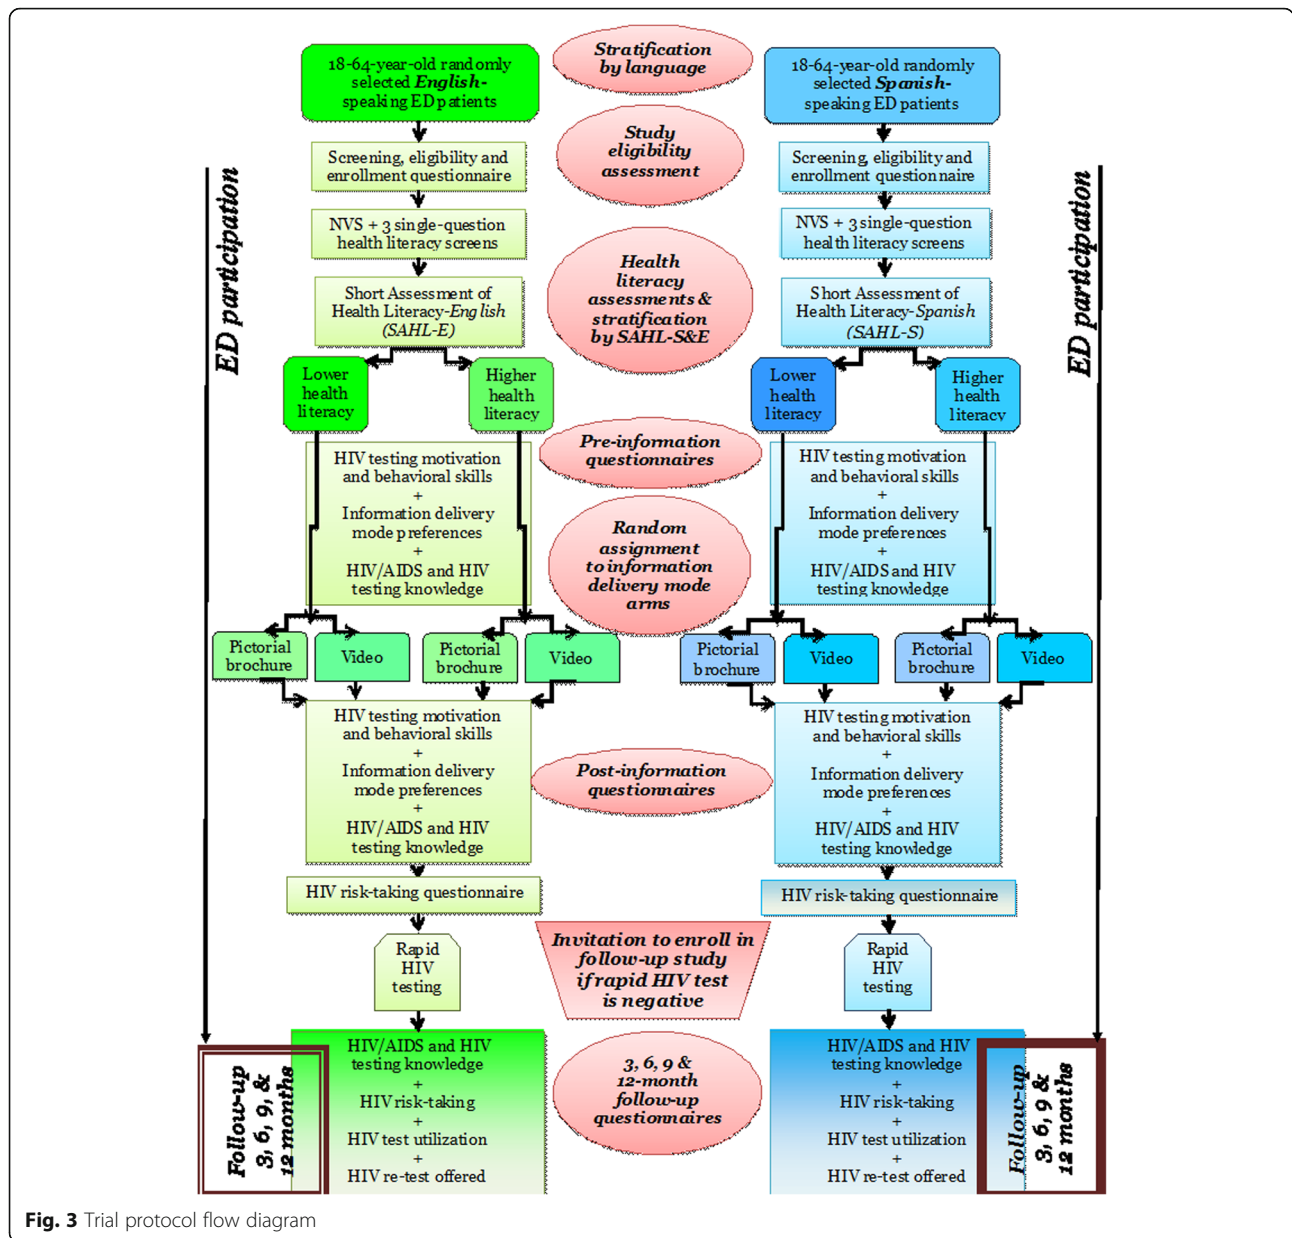 Stratification
by language
18-64-year-old randomly
selected English-
speaking ED patients
18-64-year-old randomly
selected Spanish-
speaking ED patients
Study
eligibility
assessment
Screening, eligibility and
enrollment questionnaire
Screening, eligibility and
enrollment questionnaire
ED participation
ED participation
NVS + 3 single-question
health literacy screens
NVS + 3 single-question
health literacy screens
Health
literacy
assessments &
stratification
by SAHL-S&E
Short Assessment of
Health Literacy-English
(SAHL-E)
Short Assessment of
Health Literacy-Spanish
(SAHL-S)
Lower
health
literacy
Higher
health
literacy
Lower
health
literacy
Higher
health
literacy
Pre-information
questionnaires
HIV testing motivation
and behavioral skills
+
Information delivery
mode preferences
+
HIV/AIDS and HIV
testing knowledge
HIV testing motivation
and behavioral skills
+
Information delivery
mode preferences
+
HIV/AIDS and HIV
testing knowledge
Random
assignment
to information
delivery mode
arms
Pictorial
brochure
Video
Pictorial
brochure
Video
Pictorial
brochure
Video
Pictorial
brochure
Video
HIV testing motivation
and behavioral skills
+
Information delivery
mode preferences
+
HIV/AIDS and HIV
testing knowledge
Post-information
questionnaires
HIV testing motivation
and behavioral skills
+
Information delivery
mode preferences
+
HIV/AIDS and HIV
testing knowledge
HIV risk-taking questionnaire
HIV risk-taking questionnaire
Rapid
HIV
testing
Invitation to enroll in
follow-up study
if rapid HIV test
is negative
Rapid
HIV
testing
Follow-up
3, 6, 9, &
12 months
HIV/AIDS and HIV
testing knowledge
+
HIV risk-taking
+
HIV test utilization
+
HIV re-test offered
3, 6, 9 &
12-month
follow-up
questionnaires
HIV/AIDS and HIV
testing knowledge
+
HIV risk-taking
+
HIV test utilization
+
HIV re-test offered
Follow-up
3, 6, 9 &
12 months
Fig. 3 Trial protocol flow diagram